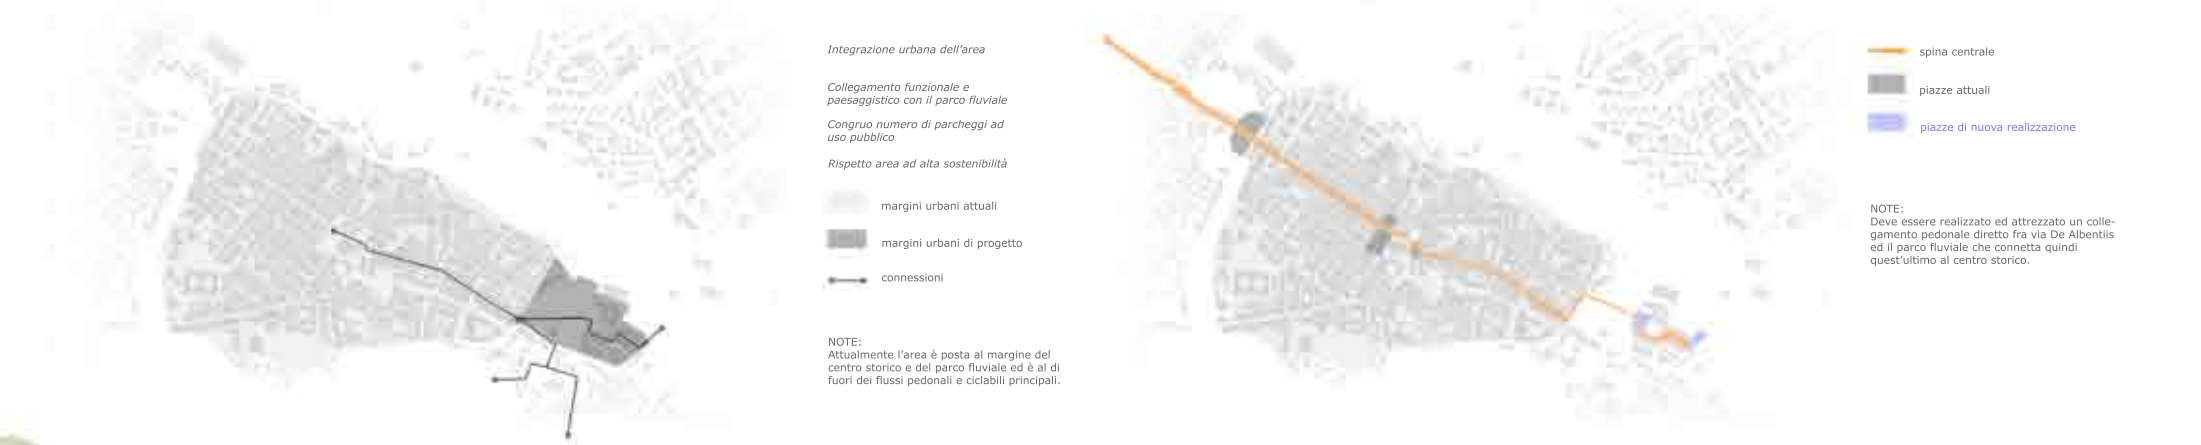 Integrazione urbana dell'area
Collegamento funzionale e
paesaggistico con il parco fluviale
Congruo numero di parcheggi ad
uso pubblico
Rispetto area ad alta sostenibilità
margini urbani attuali
margini urbani di progetto
connessioni
NOTE:
Attualmente l'area è posta al margine del
centro storico e del parco fluviale ed è al di
fuori dei flussi pedonali e ciclabili principali.
spina centrale
piazze attuali
piazze di nuova realizzazione
NOTE:
Deve essere realizzato ed attrezzato un colle-
gamento pedonale diretto fra via De Albentiis
ed il parco fluviale che connetta quindi
quest'ultimo al centro storico.